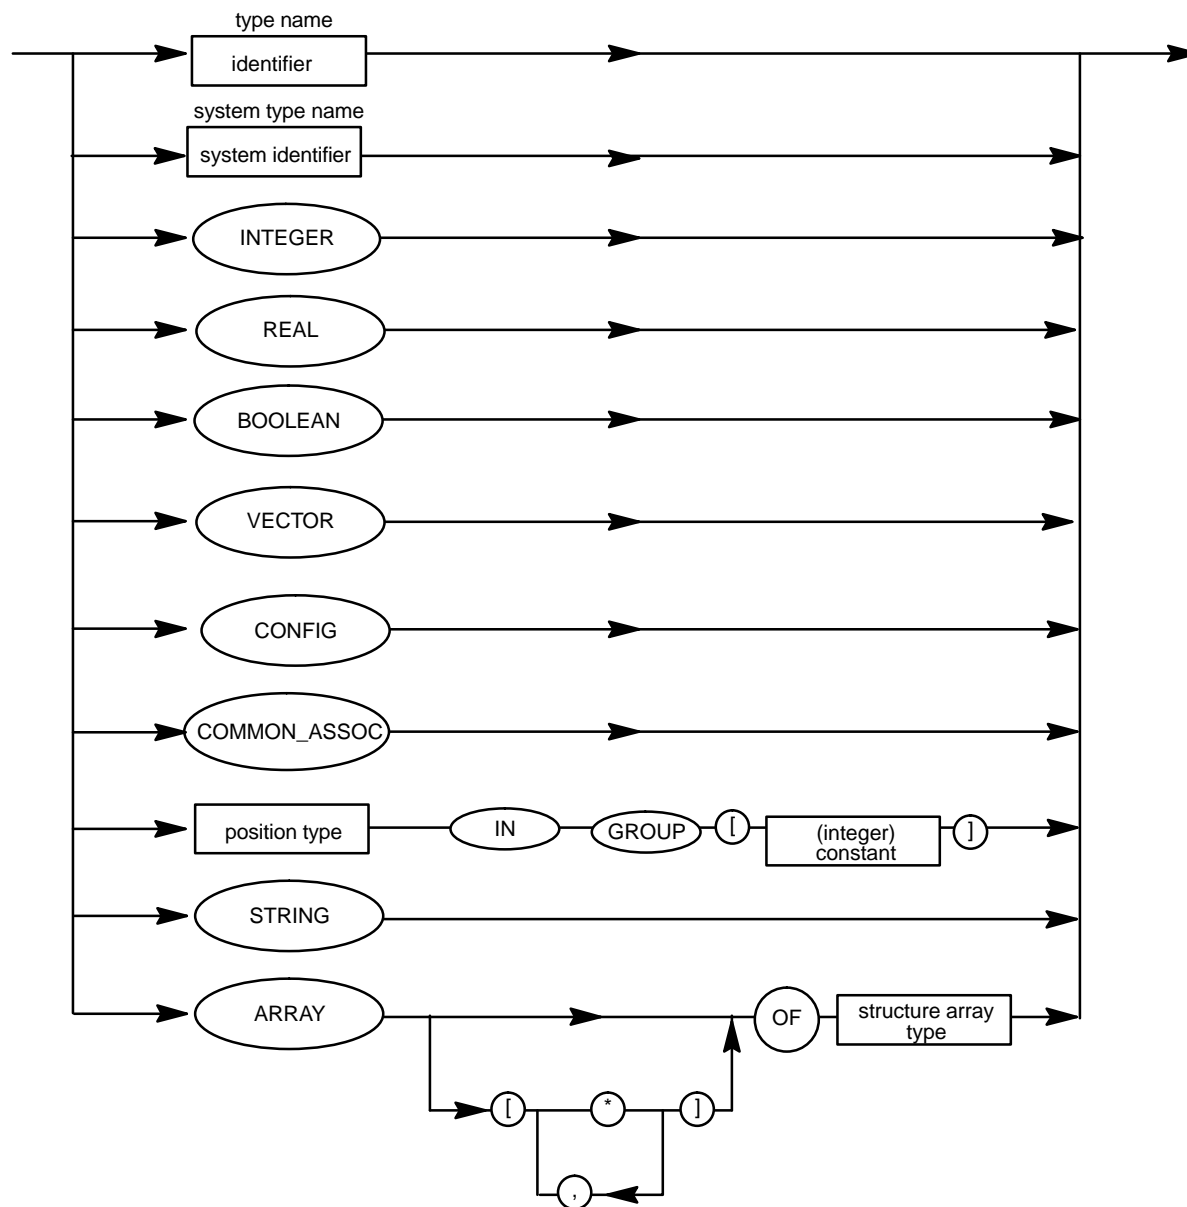 type name
identifier
system type name
system identifier
INTEGER
REAL
BOOLEAN
VECTOR
CONFIG
COMMON_ASSOC
position type IN GROUP [ (integer) constant ]
STRING
ARRAY OF structure array type
[ * ]
,